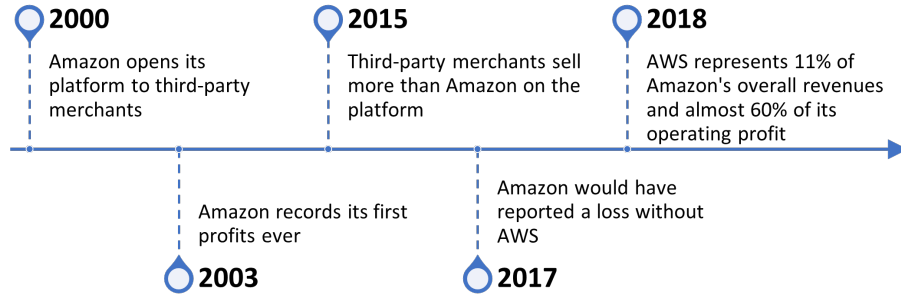 2000
Amazon opens its
platform to third-party
merchants
2015
Third-party merchants sell
more than Amazon on the
platform
2018
AWS represents 11% of
Amazon's overall revenues
and almost 60% of its
operating profit
Amazon records its first
profits ever
2003
Amazon would have
reported a loss without
AWS
2017